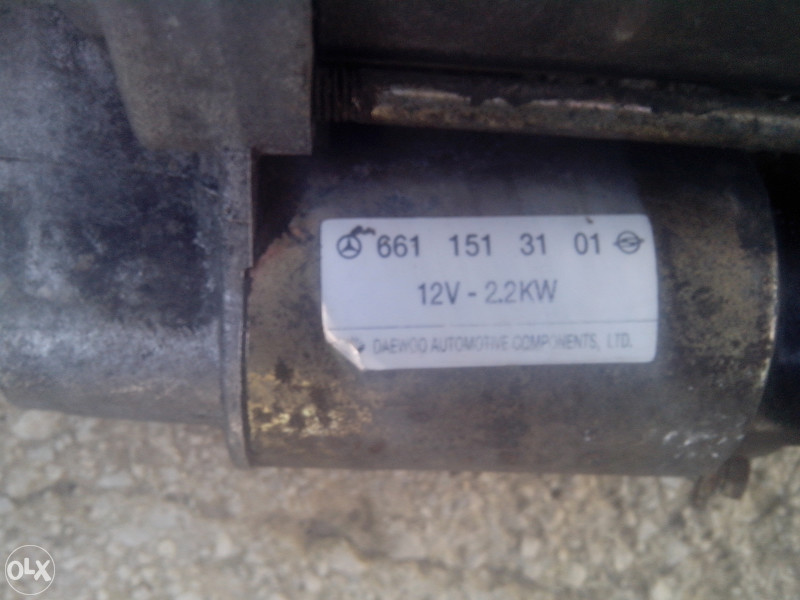 661 151 31 01
12V - 2.2KW
DAEWOO AUTOMOTIVE COMPONENTS, LTD.
OLX